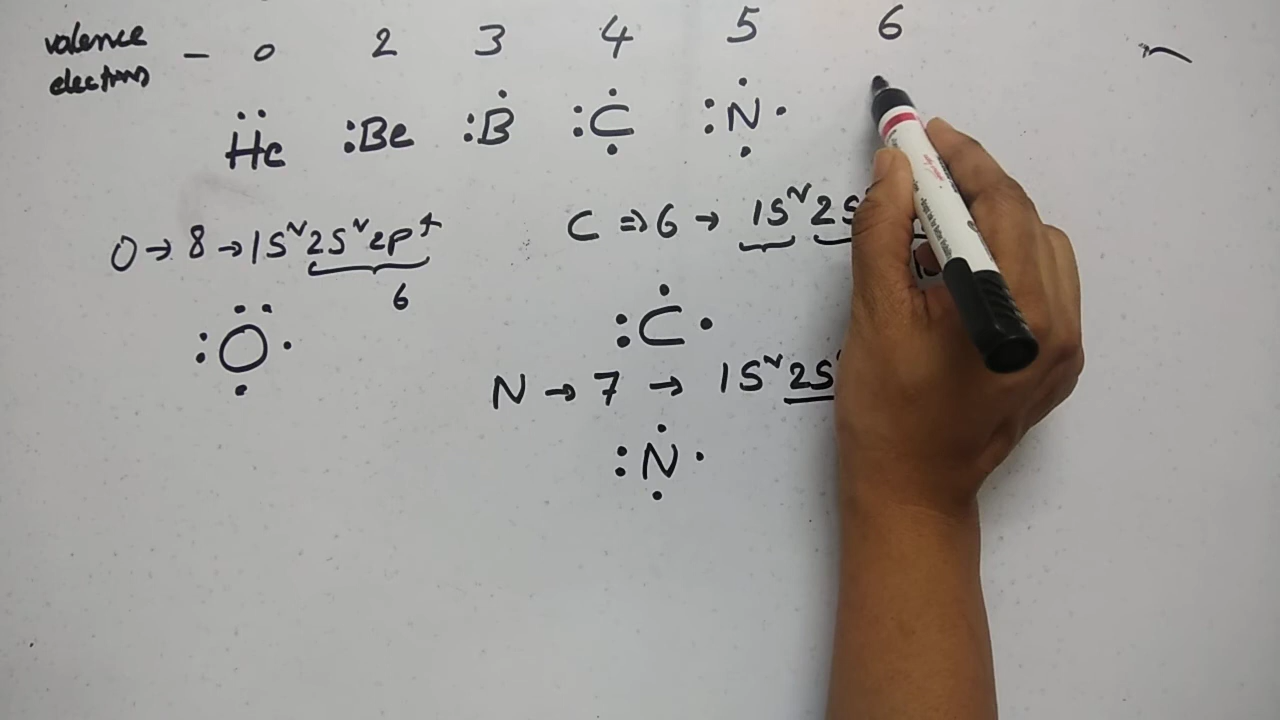 valence - 0 2 3 4 5 6
electrons
He :Be :B :C :N
O → 8 → 1S² 2S² 2P⁴
6
C ⇒ 6 → 1S² 2S
:O
:C
N → 7 → 1S² 2S
:N